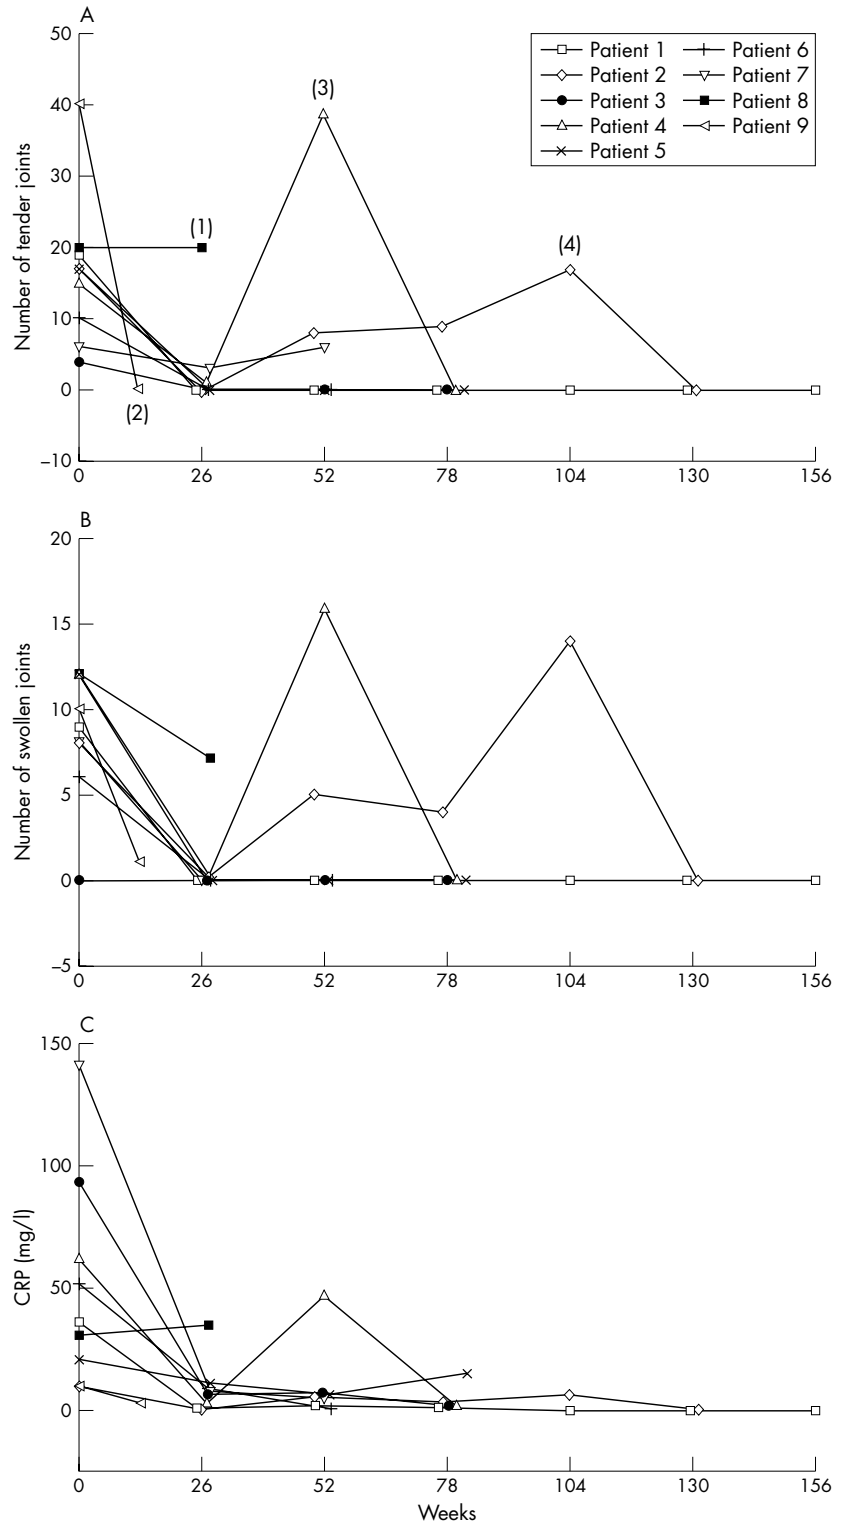 A
50
40
30
20
10
0
–10
Number of tender joints
(1)
(2)
(3)
(4)
Patient 1
Patient 2
Patient 3
Patient 4
Patient 5
Patient 6
Patient 7
Patient 8
Patient 9
0 26 52 78 104 130 156
B
20
15
10
5
0
–5
Number of swollen joints
0 26 52 78 104 130 156
C
150
100
50
0
CRP (mg/l)
0 26 52 78 104 130 156
Weeks